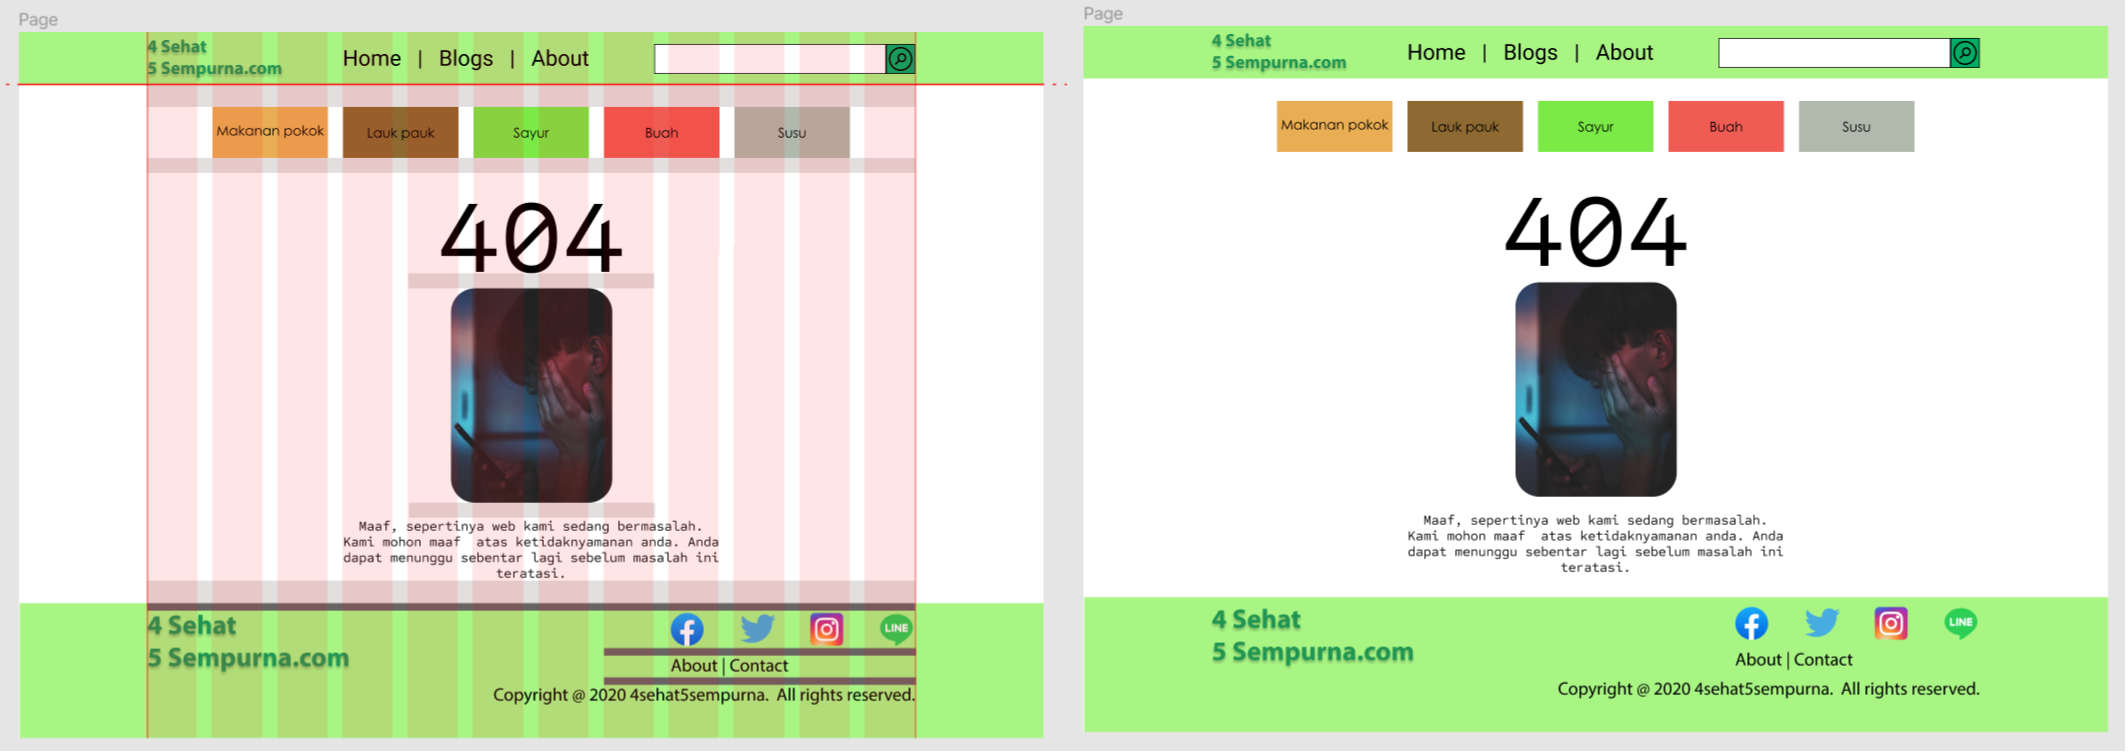 Page
4 Sehat
5 Sempurna.com
Home | Blogs | About
Makanan pokok
Lauk pauk
Sayur
Buah
Susu
404
Maaf, sepertinya web kami sedang bermasalah.
Kami mohon maaf  atas ketidaknyamanan anda. Anda
dapat menunggu sebentar lagi sebelum masalah ini
teratasi.
4 Sehat
5 Sempurna.com
LINE
About | Contact
Copyright @ 2020 4sehat5sempurna.  All rights reserved.
Page
4 Sehat
5 Sempurna.com
Home | Blogs | About
Makanan pokok
Lauk pauk
Sayur
Buah
Susu
404
Maaf, sepertinya web kami sedang bermasalah.
Kami mohon maaf  atas ketidaknyamanan anda. Anda
dapat menunggu sebentar lagi sebelum masalah ini
teratasi.
4 Sehat
5 Sempurna.com
LINE
About | Contact
Copyright @ 2020 4sehat5sempurna.  All rights reserved.